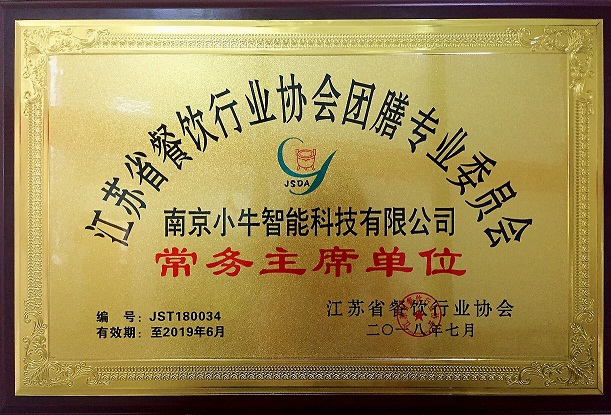 江苏省餐饮行业协会团膳专业委员会
JSDA
南京小牛智能科技有限公司
常务主席单位
编 号：JST180034
有效期：至2019年6月
江苏省餐饮行业协会
二〇一八年七月